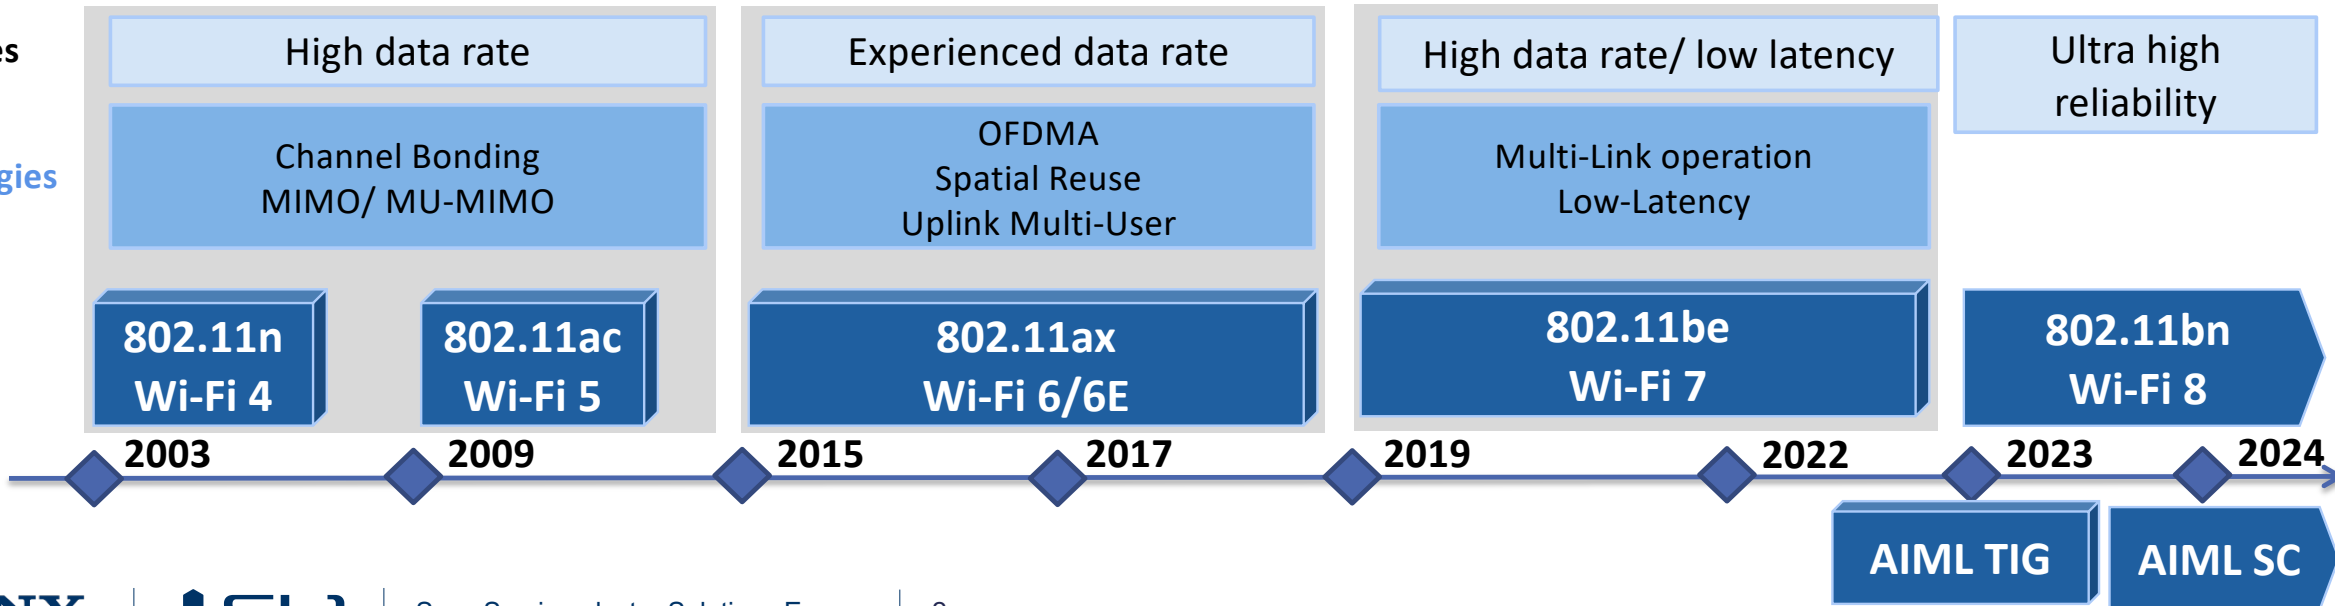 High data rate
Experienced data rate
High data rate/ low latency
Ultra high
reliability
Channel Bonding
MIMO/ MU-MIMO
OFDMA
Spatial Reuse
Uplink Multi-User
Multi-Link operation
Low-Latency
802.11n
Wi-Fi 4
802.11ac
Wi-Fi 5
802.11ax
Wi-Fi 6/6E
802.11be
Wi-Fi 7
802.11bn
Wi-Fi 8
2003
2009
2015
2017
2019
2022
2023
2024
AIML TIG
AIML SC